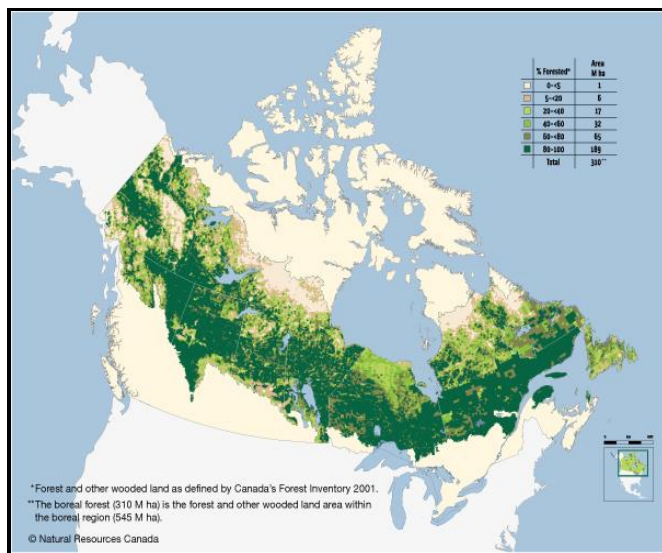 % Forested* Area M ha
0-<5 1
5-<20 6
20-<40 17
40-<60 32
60-<80 65
80-100 189
Total 310**
*Forest and other wooded land as defined by Canada's Forest Inventory 2001.
**The boreal forest (310 M ha) is the forest and other wooded land area within
the boreal region (545 M ha).
© Natural Resources Canada